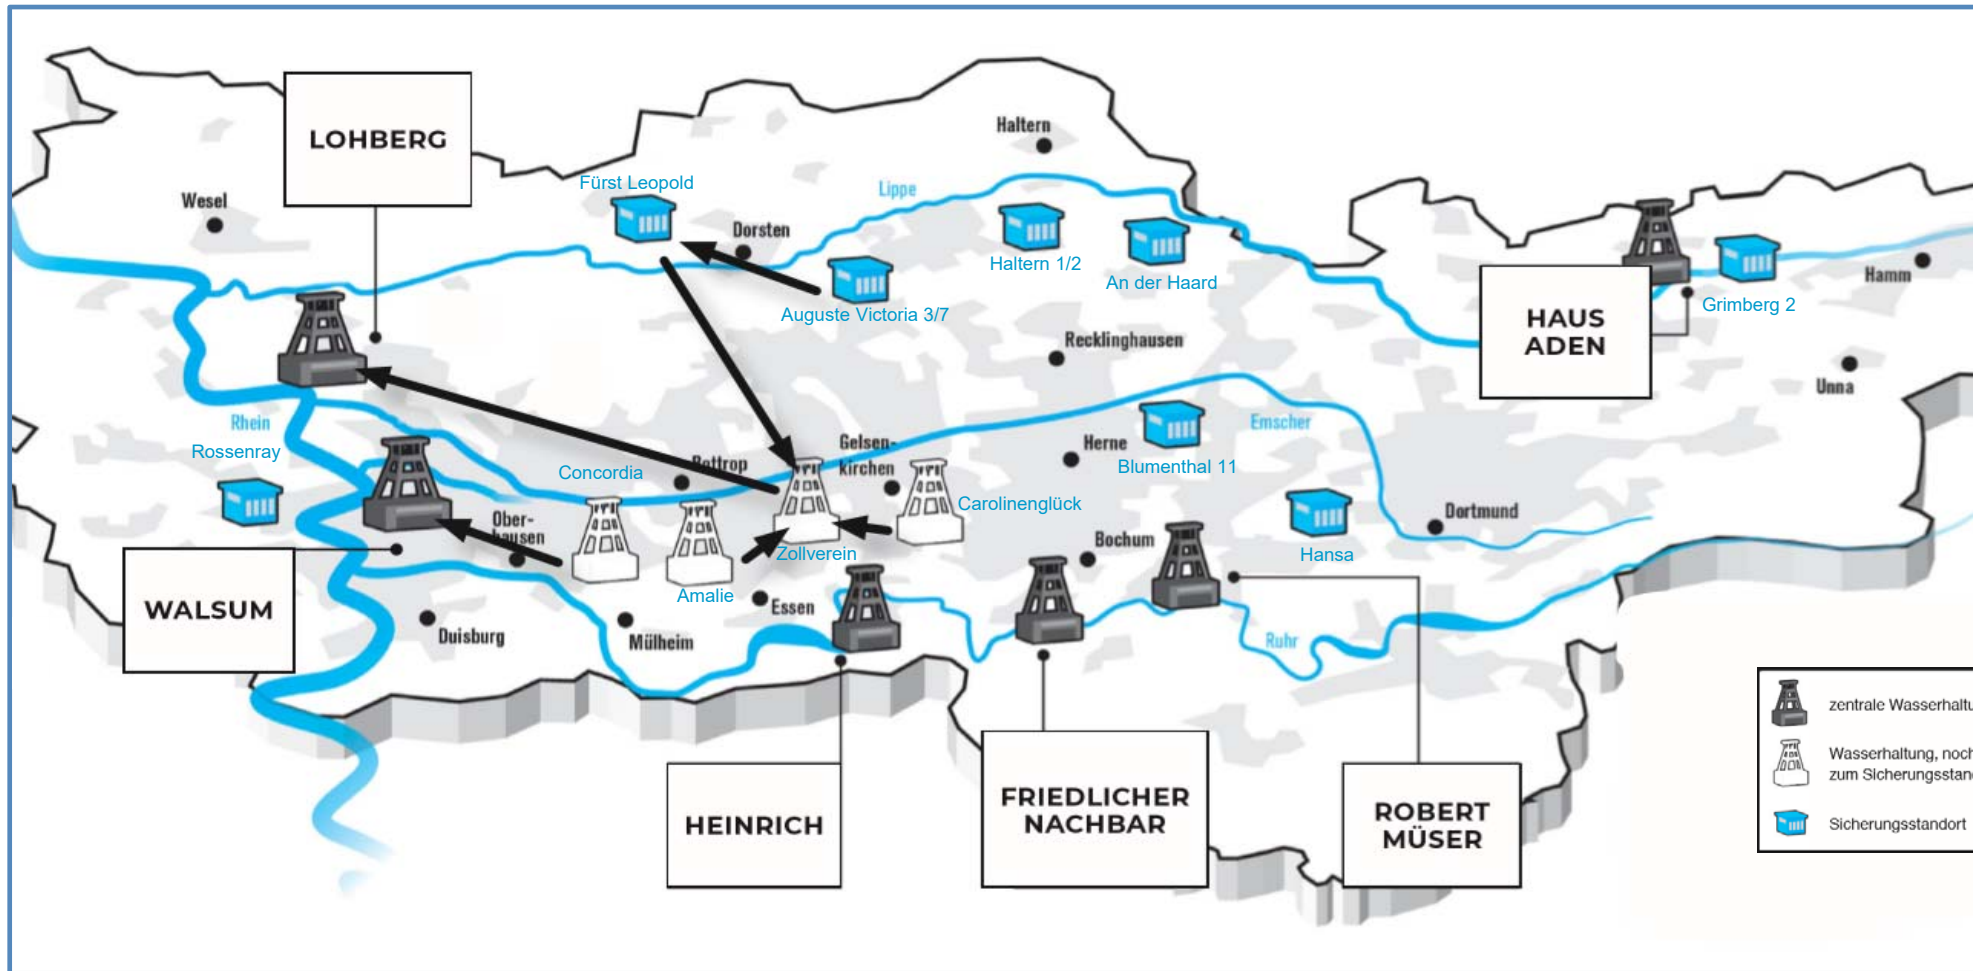 LOHBERG
Haltern
Fürst Leopold
Lippe
Wesel
Dorsten
Haltern 1/2
An der Haard
Hamm
Grimberg 2
Auguste Victoria 3/7
HAUS
ADEN
Recklinghausen
Unna
Rhein
Emscher
Rossenray
Gelsen-
kirchen
Herne
Concordia
Bottrop
Blumenthal 11
Carolinenglück
Ober-
hausen
Dortmund
Bochum
Zollverein
Hansa
WALSUM
Amalie
Essen
Duisburg
Mülheim
Ruhr
HEINRICH
FRIEDLICHER
NACHBAR
ROBERT
MÜSER
zentrale Wasserhaltu
Wasserhaltung, noch
zum Sicherungsstand
Sicherungsstandort